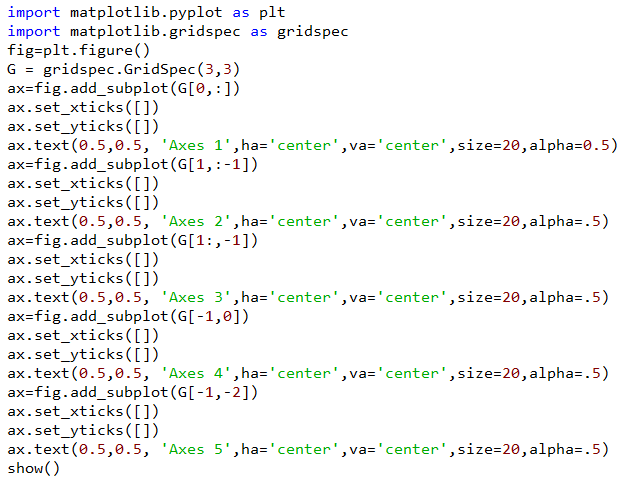 import matplotlib.pyplot as plt
import matplotlib.gridspec as gridspec
fig=plt.figure()
G = gridspec.GridSpec(3,3)
ax=fig.add_subplot(G[0,:])
ax.set_xticks([])
ax.set_yticks([])
ax.text(0.5,0.5, 'Axes 1',ha='center',va='center',size=20,alpha=0.5)
ax=fig.add_subplot(G[1,:-1])
ax.set_xticks([])
ax.set_yticks([])
ax.text(0.5,0.5, 'Axes 2',ha='center',va='center',size=20,alpha=.5)
ax=fig.add_subplot(G[1:,-1])
ax.set_xticks([])
ax.set_yticks([])
ax.text(0.5,0.5, 'Axes 3',ha='center',va='center',size=20,alpha=.5)
ax=fig.add_subplot(G[-1,0])
ax.set_xticks([])
ax.set_yticks([])
ax.text(0.5,0.5, 'Axes 4',ha='center',va='center',size=20,alpha=.5)
ax=fig.add_subplot(G[-1,-2])
ax.set_xticks([])
ax.set_yticks([])
ax.text(0.5,0.5, 'Axes 5',ha='center',va='center',size=20,alpha=.5)
show()